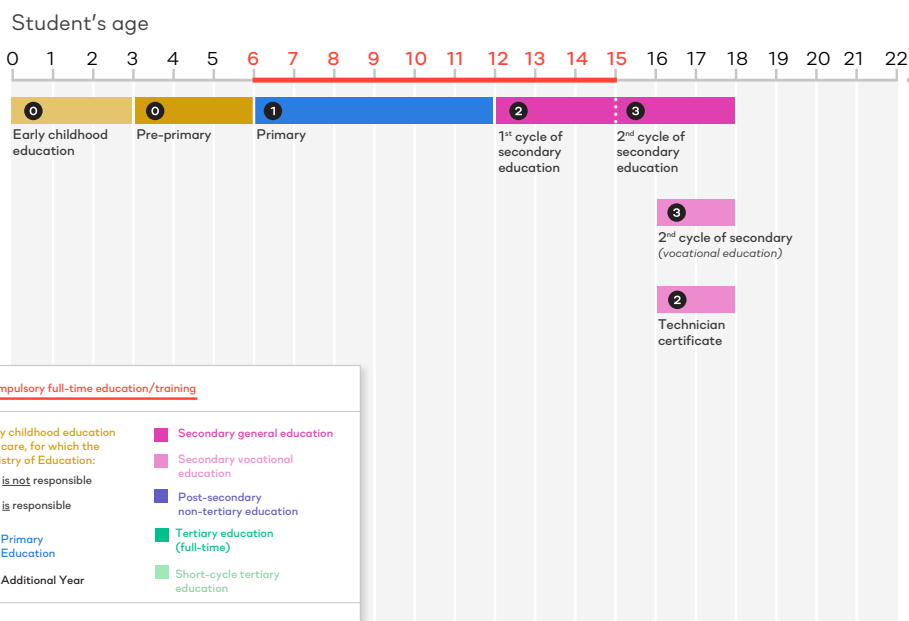 Student's age
0 1 2 3 4 5 6 7 8 9 10 11 12 13 14 15 16 17 18 19 20 21 22
0 0 1 2 3
Early childhood
education
Pre-primary
Primary
1st cycle of
secondary
education
2nd cycle of
secondary
education
3
2nd cycle of secondary
(vocational education)
2
Technician
certificate
mpulsory full-time education/training
y childhood education
care, for which the
istry of Education:
is not responsible
is responsible
Primary
Education
Additional Year
Secondary general education
Secondary vocational
education
Post-secondary
non-tertiary education
Tertiary education
(full-time)
Short-cycle tertiary
education